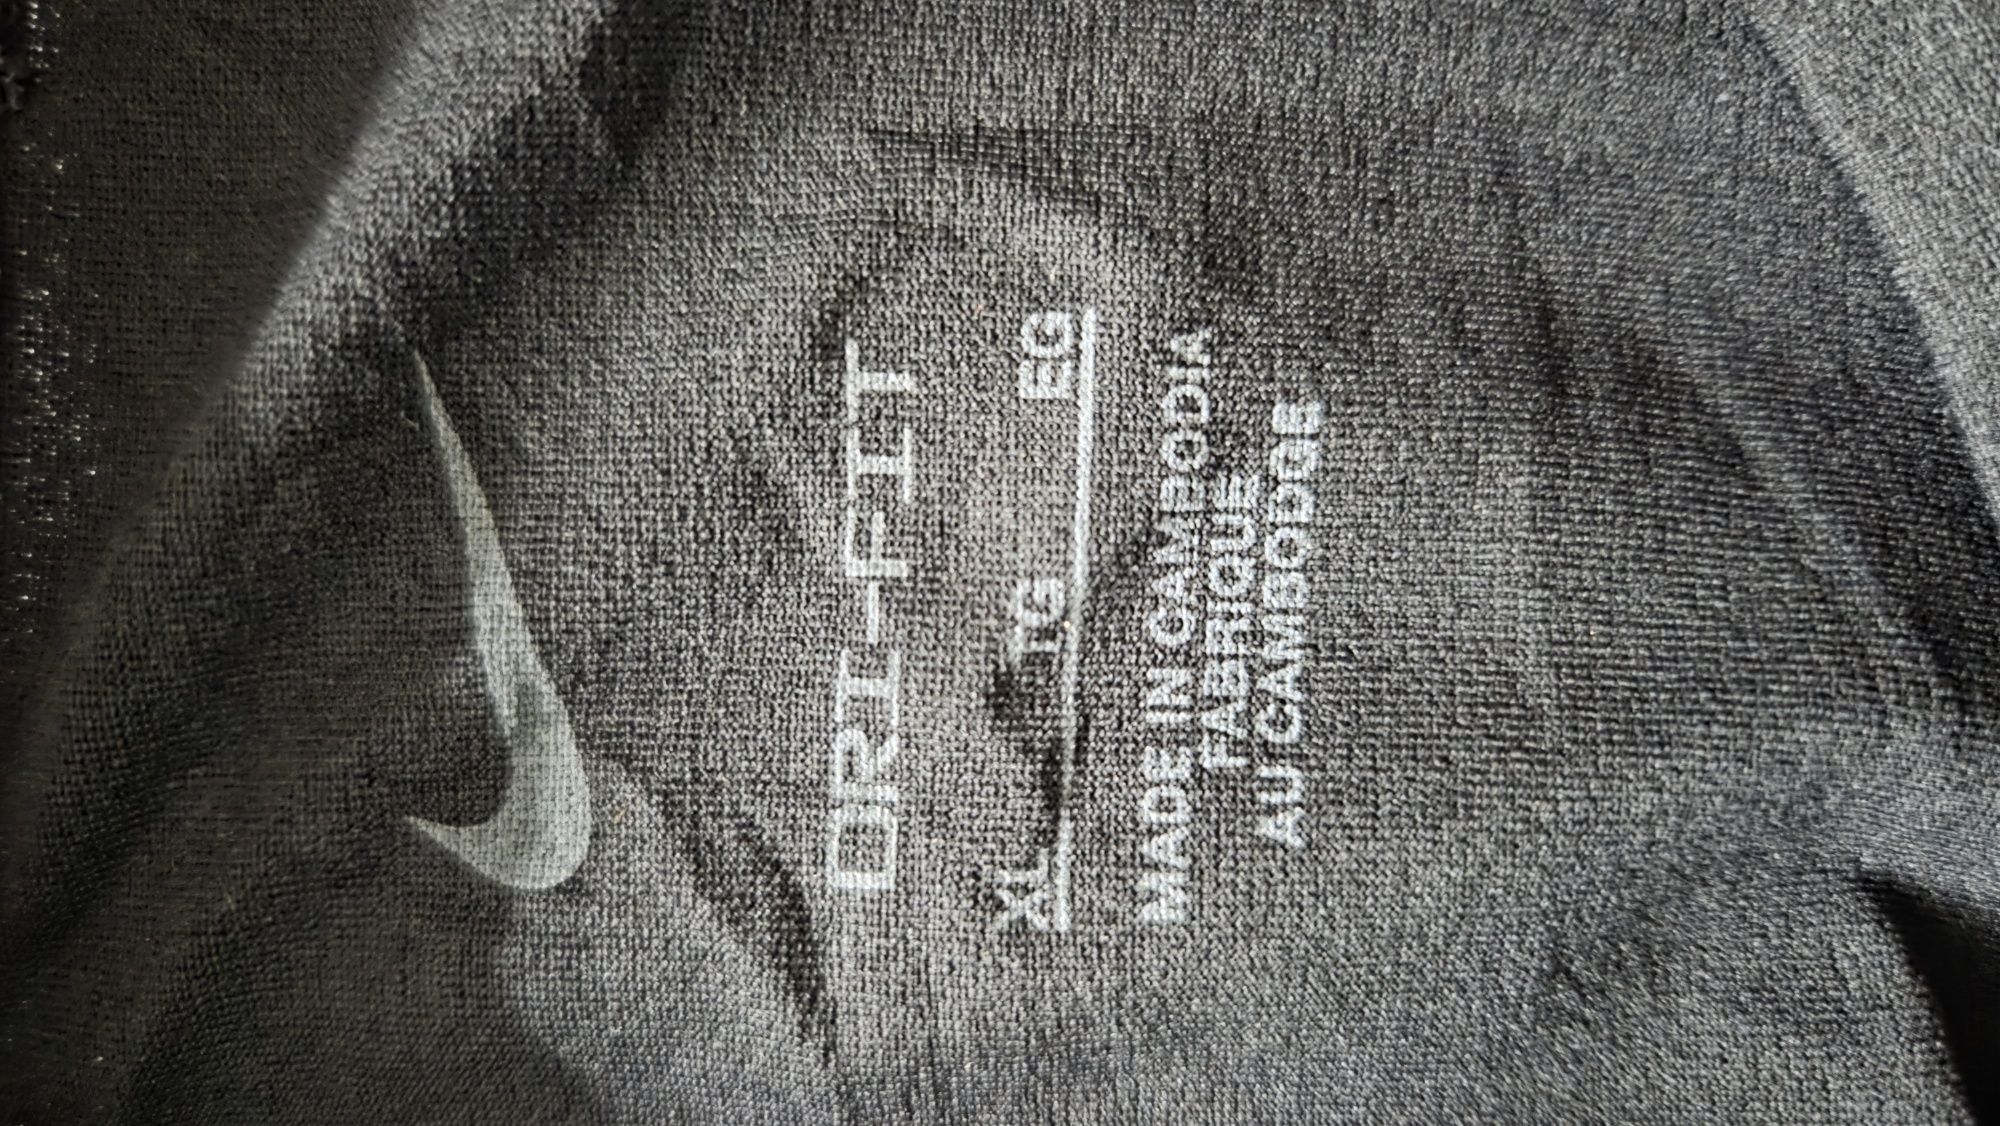 DRI-FIT
XL TG EG
MADE IN CAMBODIA
FABRIQUE
AU CAMBODGE